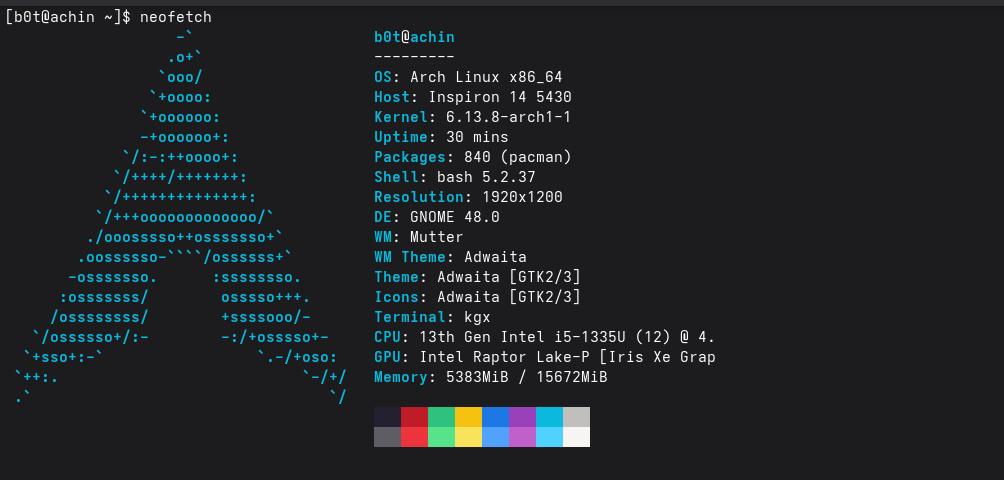 [b0t@achin ~]$ neofetch
                   -`                    b0t@achin
                  .o+`                   ---------
                 `ooo/                   OS: Arch Linux x86_64
                `+oooo:                  Host: Inspiron 14 5430
               `+oooooo:                 Kernel: 6.13.8-arch1-1
               -+oooooo+:                Uptime: 30 mins
             `/:-:++oooo+:               Packages: 840 (pacman)
            `/++++/+++++++:              Shell: bash 5.2.37
           `/++++++++++++++:             Resolution: 1920x1200
          `/+++ooooooooooooo/`           DE: GNOME 48.0
         ./ooosssso++osssssso+`          WM: Mutter
        .oossssso-````/ossssss+`         WM Theme: Adwaita
       -osssssso.      :ssssssso.        Theme: Adwaita [GTK2/3]
      :osssssss/        osssso+++.       Icons: Adwaita [GTK2/3]
     /ossssssss/        +ssssooo/-       Terminal: kgx
   `/ossssso+/:-        -:/+osssso+-     CPU: 13th Gen Intel i5-1335U (12) @ 4.
  `+sso+:-`                 `.-/+oso:    GPU: Intel Raptor Lake-P [Iris Xe Grap
 `++:.                           `-/+/   Memory: 5383MiB / 15672MiB
 .`                                 `/